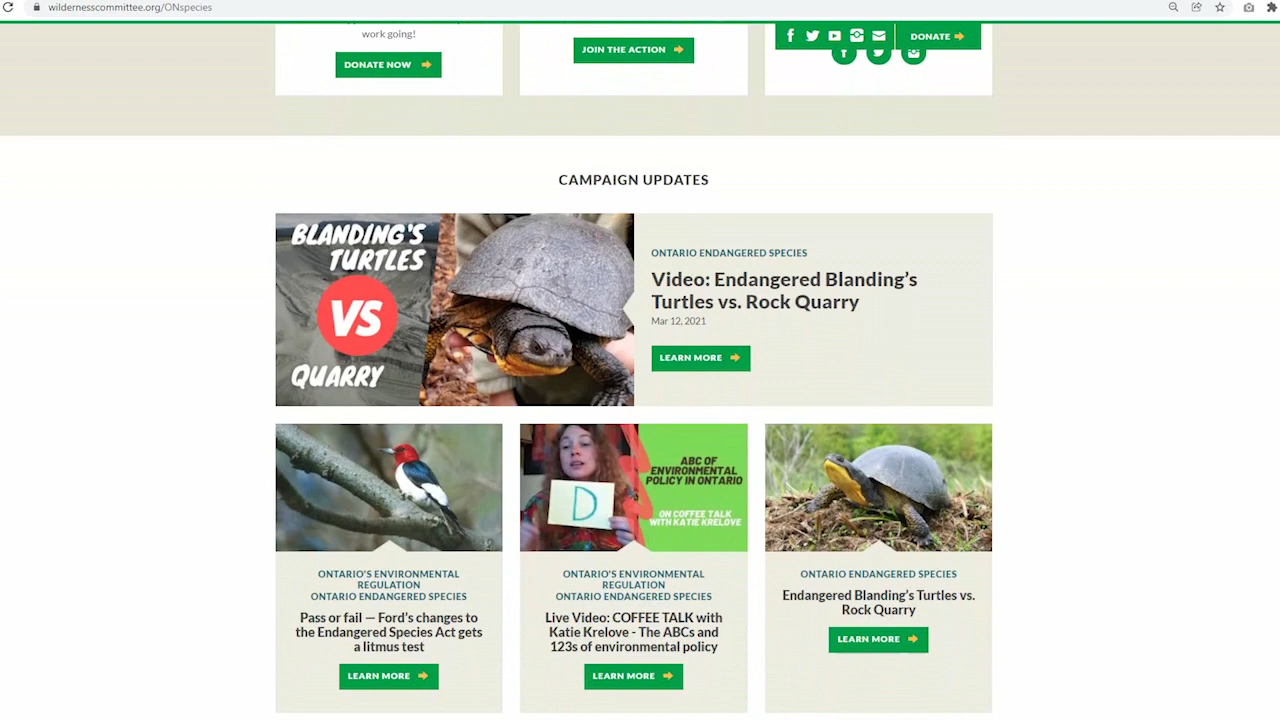 wildernesscommittee.org/ONspecies
work going!
DONATE NOW
JOIN THE ACTION
DONATE
CAMPAIGN UPDATES
BLANDING'S
TURTLES
VS
QUARRY
ONTARIO ENDANGERED SPECIES
Video: Endangered Blanding's
Turtles vs. Rock Quarry
Mar 12, 2021
LEARN MORE
D
ABC OF
ENVIRONMENTAL
POLICY IN ONTARIO
ON COFFEE TALK
WITH KATIE KRELOVE
ONTARIO'S ENVIRONMENTAL
REGULATION
ONTARIO ENDANGERED SPECIES
Pass or fail — Ford's changes to
the Endangered Species Act gets
a litmus test
LEARN MORE
ONTARIO'S ENVIRONMENTAL
REGULATION
ONTARIO ENDANGERED SPECIES
Live Video: COFFEE TALK with
Katie Krelove - The ABCs and
123s of environmental policy
LEARN MORE
ONTARIO ENDANGERED SPECIES
Endangered Blanding's Turtles vs.
Rock Quarry
LEARN MORE